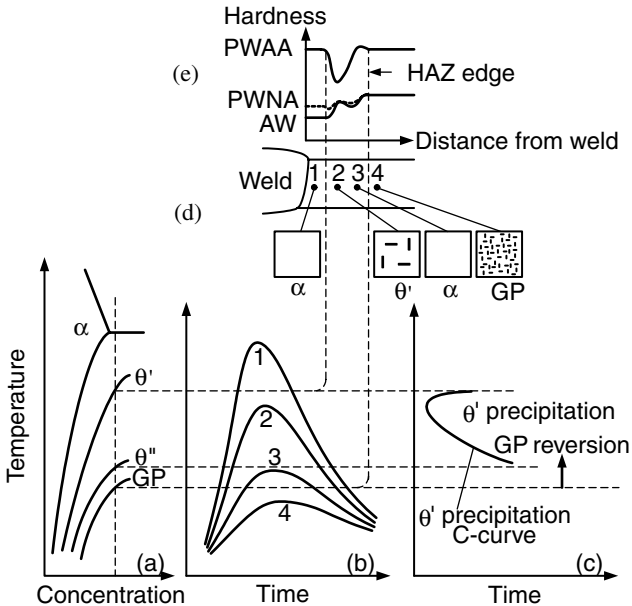 Hardness
PWAA
(e)
HAZ edge
PWNA
AW
Distance from weld
Weld
1 2 3 4
(d)
α θ' α GP
Temperature
α
θ'
θ"
GP
(a)
Concentration
1
2
3
4
(b)
Time
θ' precipitation
GP reversion
θ' precipitation
C-curve
(c)
Time